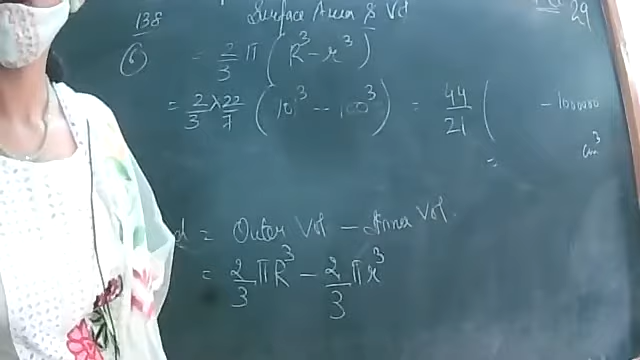 138
Surface Area & Vol
29
6 = 2/3 π (R³ - r³)
= 2/3 × 22/7 (101³ - 100³) = 44/21 ( - 1000000
= cm³
= Outer Vol - Inner Vol.
= 2/3 πR³ - 2/3 πr³